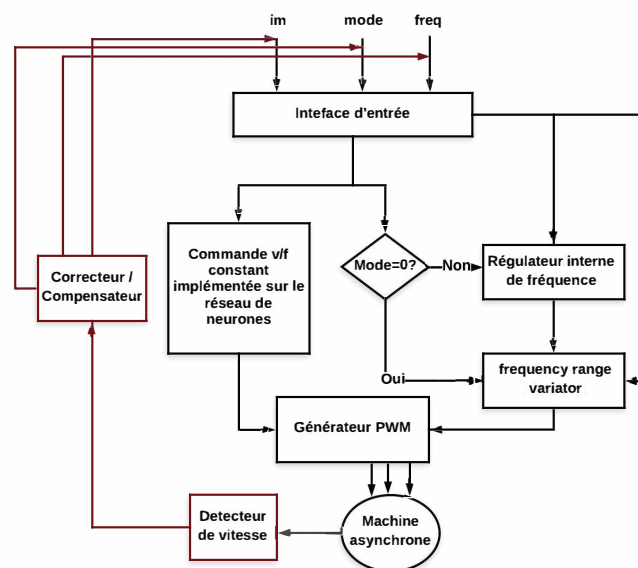 im mode freq
Inteface d'entrée
Commande v/f
constant
implémentée sur le
réseau de
neurones
Mode=0?
Non
Régulateur interne
de fréquence
Correcteur /
Compensateur
Oui
frequency range
variator
Générateur PWM
Detecteur
de vitesse
Machine
asynchrone